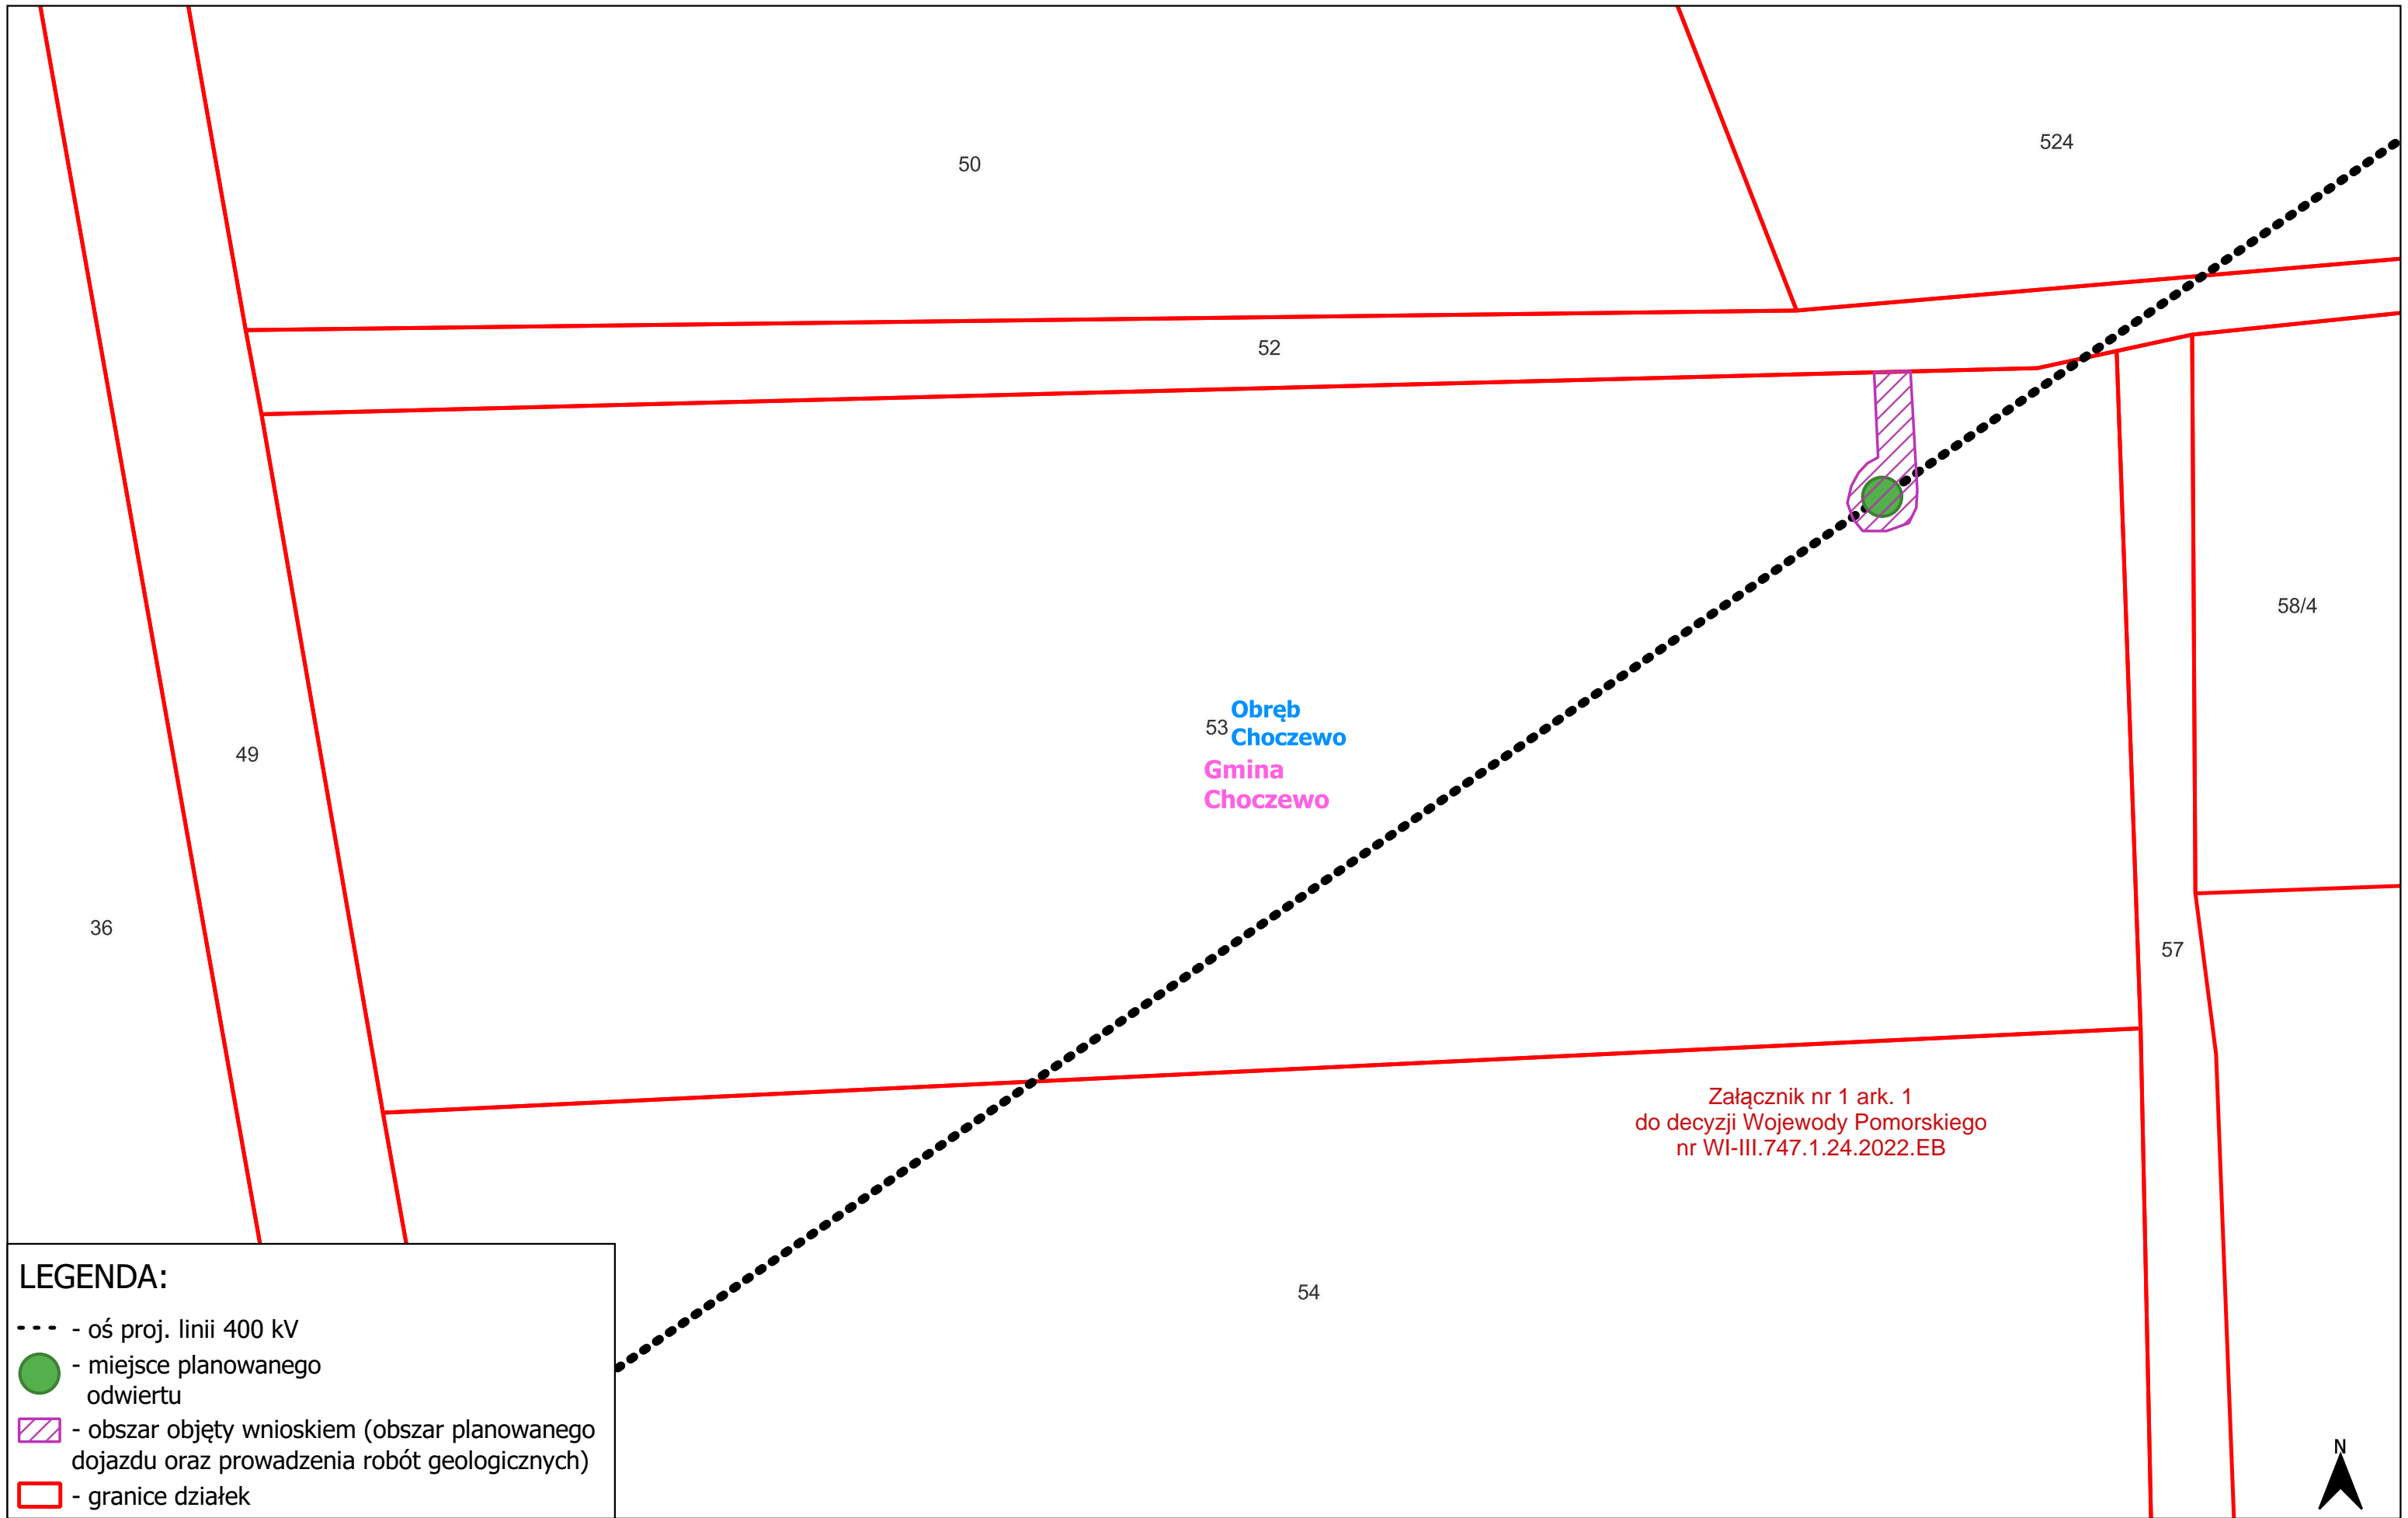 524
50
52
58/4
53
Obręb
Choczewo
Gmina
Choczewo
49
36
57
Załącznik nr 1 ark. 1
do decyzji Wojewody Pomorskiego
nr WI-III.747.1.24.2022.EB
54
LEGENDA:
- oś proj. linii 400 kV
- miejsce planowanego
odwiertu
- obszar objęty wnioskiem (obszar planowanego
dojazdu oraz prowadzenia robót geologicznych)
- granice działek
N